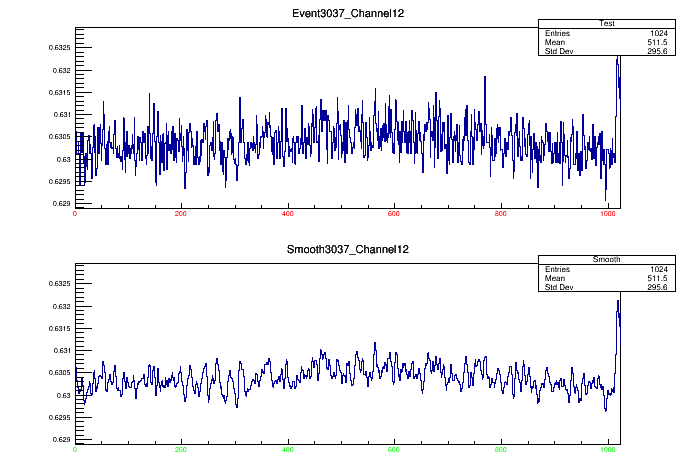 Event3037_Channel12
Test
Entries 1024
Mean 511.5
Std Dev 295.6
0.6325
0.632
0.6315
0.631
0.6305
0.63
0.6295
0.629
0 200 400 600 800 1000
Smooth3037_Channel12
Smooth
Entries 1024
Mean 511.5
Std Dev 295.6
0.6325
0.632
0.6315
0.631
0.6305
0.63
0.6295
0.629
0 200 400 600 800 1000